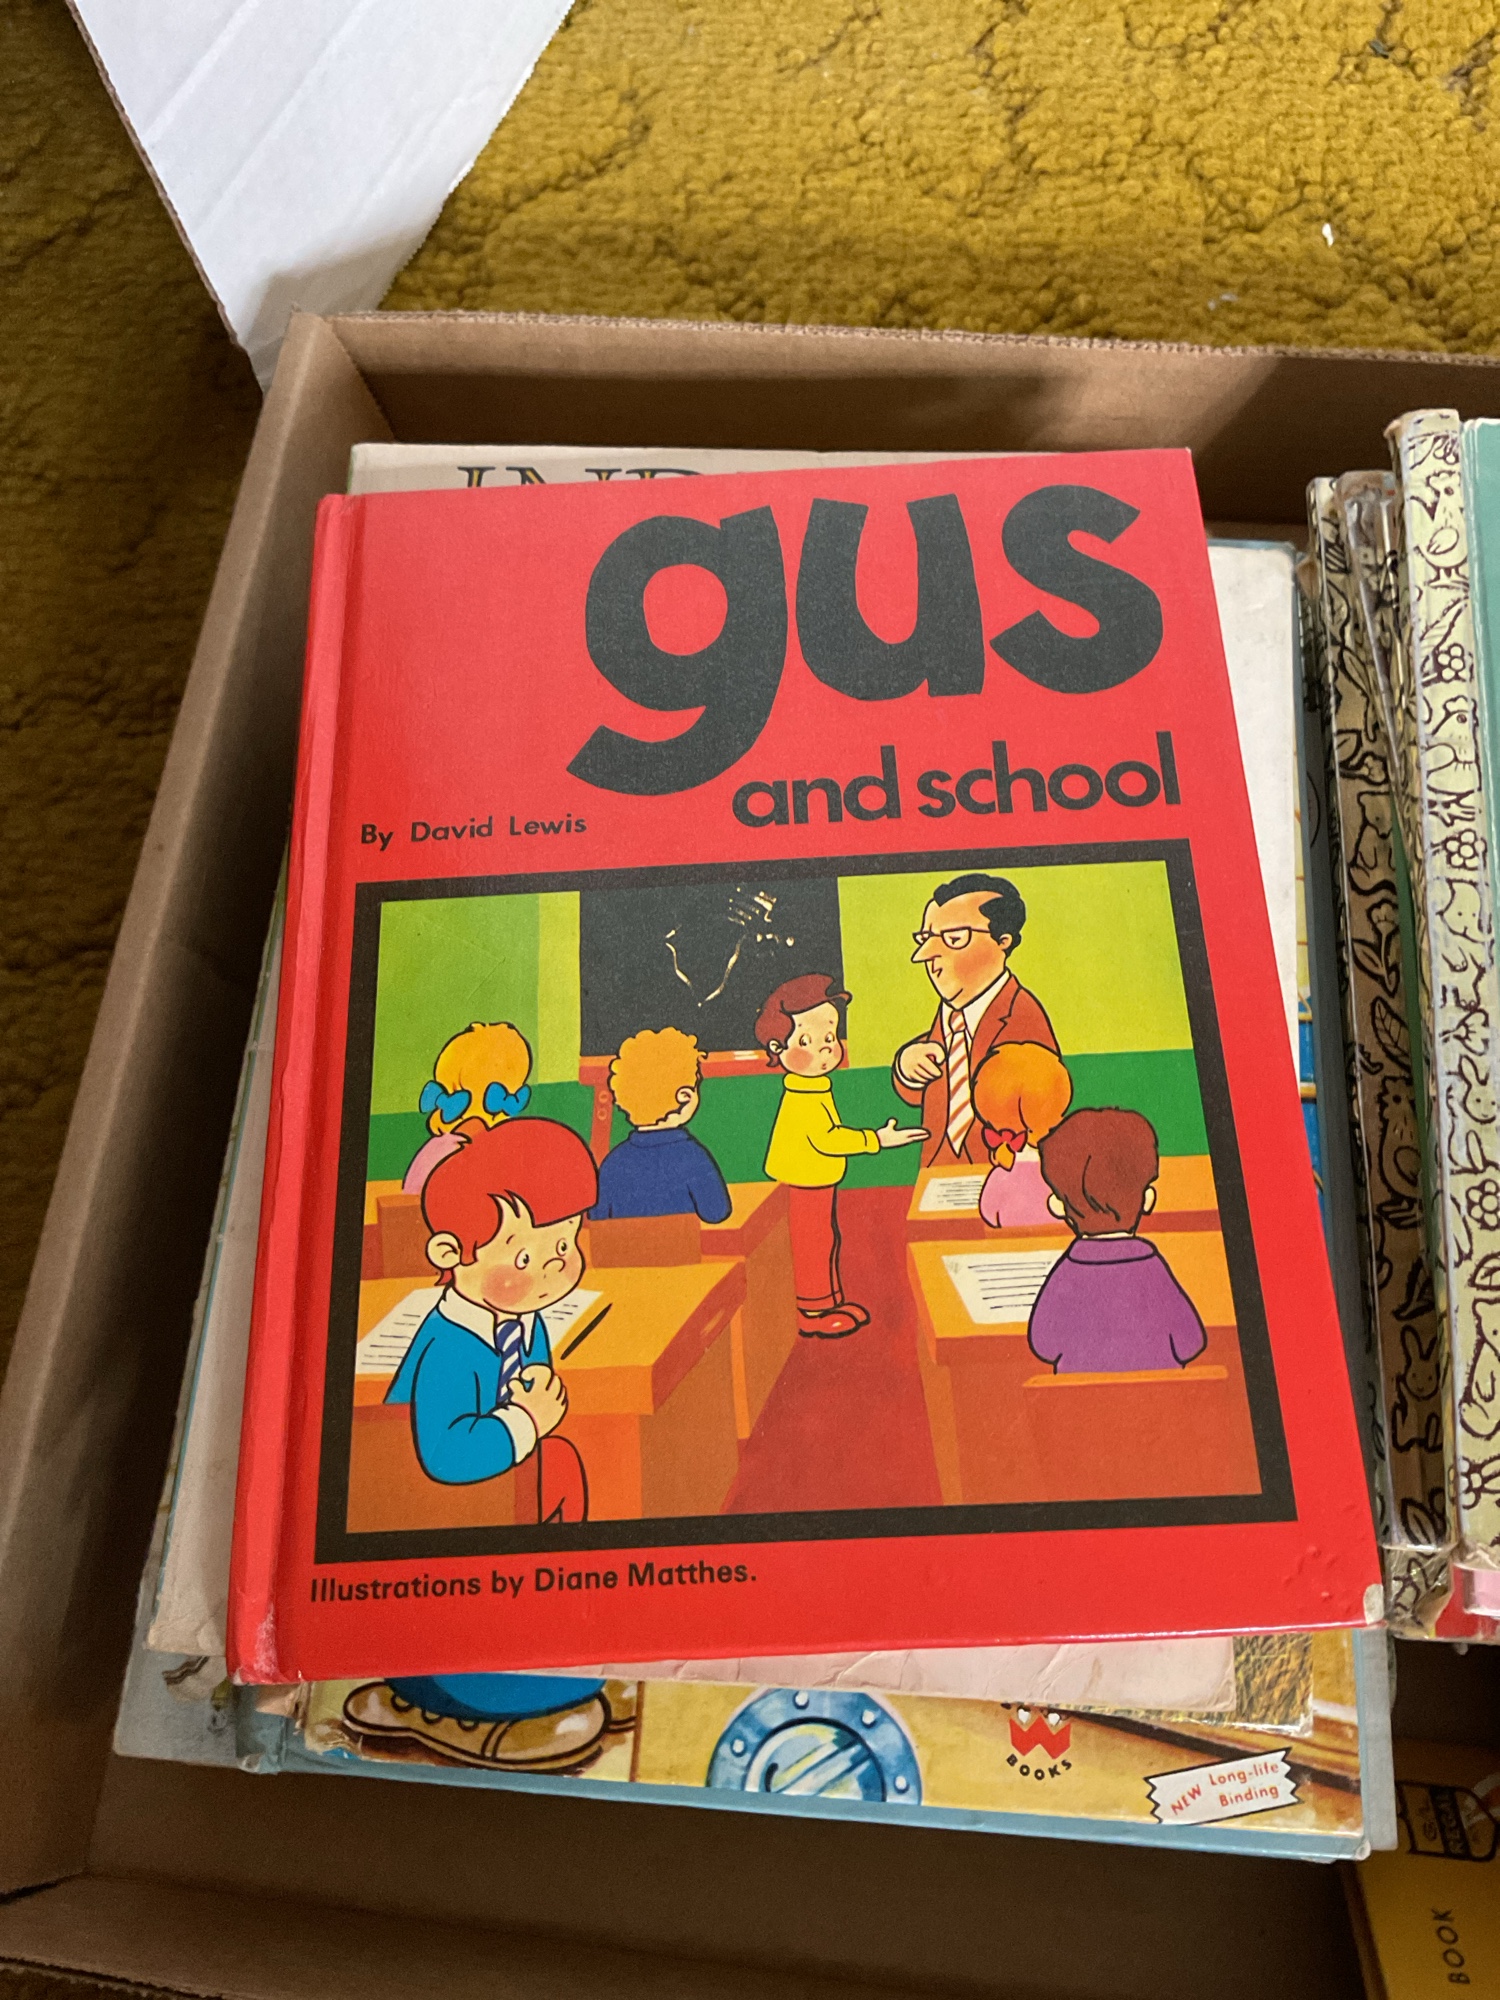 gus
and school
By David Lewis
Illustrations by Diane Matthes.
BOOKS
NEW Long-life
Binding
BOOK